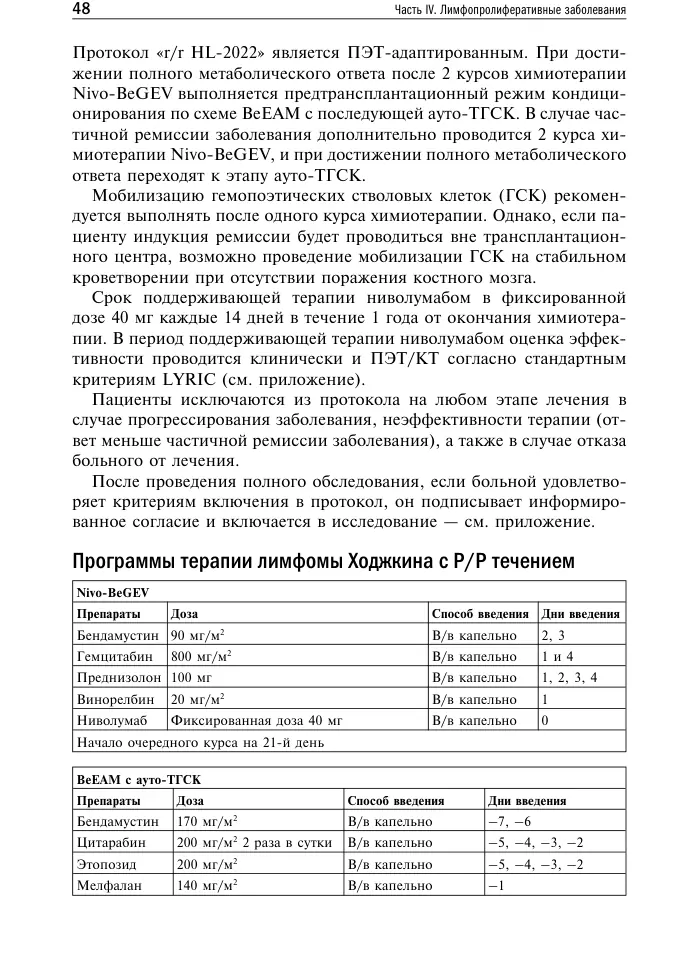 48
Часть IV. Лимфопролиферативные заболевания
Протокол «r/r HL-2022» является ПЭТ-адаптированным. При дости-
жении полного метаболического ответа после 2 курсов химиотерапии
Nivo-BeGEV выполняется предтрансплантационный режим кондици-
онирования по схеме BeEAM с последующей ауто-ТГСК. В случае час-
тичной ремиссии заболевания дополнительно проводится 2 курса хи-
миотерапии Nivo-BeGEV, и при достижении полного метаболического
ответа переходят к этапу ауто-ТГСК.
Мобилизацию гемопоэтических стволовых клеток (ГСК) рекомен-
дуется выполнять после одного курса химиотерапии. Однако, если па-
циенту индукция ремиссии будет проводиться вне трансплантацион-
ного центра, возможно проведение мобилизации ГСК на стабильном
кроветворении при отсутствии поражения костного мозга.
Срок поддерживающей терапии ниволумабом в фиксированной
дозе 40 мг каждые 14 дней в течение 1 года от окончания химиотера-
пии. В период поддерживающей терапии ниволумабом оценка эффек-
тивности проводится клинически и ПЭТ/КТ согласно стандартным
критериям LYRIC (см. приложение).
Пациенты исключаются из протокола на любом этапе лечения в
случае прогрессирования заболевания, неэффективности терапии (от-
вет меньше частичной ремиссии заболевания), а также в случае отказа
больного от лечения.
После проведения полного обследования, если больной удовлетво-
ряет критериям включения в протокол, он подписывает информиро-
ванное согласие и включается в исследование — см. приложение.
Программы терапии лимфомы Ходжкина с Р/Р течением
Nivo-BeGEV
Препараты Доза Способ введения Дни введения
Бендамустин 90 мг/м² В/в капельно 2, 3
Гемцитабин 800 мг/м² В/в капельно 1 и 4
Преднизолон 100 мг В/в капельно 1, 2, 3, 4
Винорелбин 20 мг/м² В/в капельно 1
Ниволумаб Фиксированная доза 40 мг В/в капельно 0
Начало очередного курса на 21-й день
BeEAM с ауто-ТГСК
Препараты Доза Способ введения Дни введения
Бендамустин 170 мг/м² В/в капельно −7, −6
Цитарабин 200 мг/м² 2 раза в сутки В/в капельно −5, −4, −3, −2
Этопозид 200 мг/м² В/в капельно −5, −4, −3, −2
Мелфалан 140 мг/м² В/в капельно −1